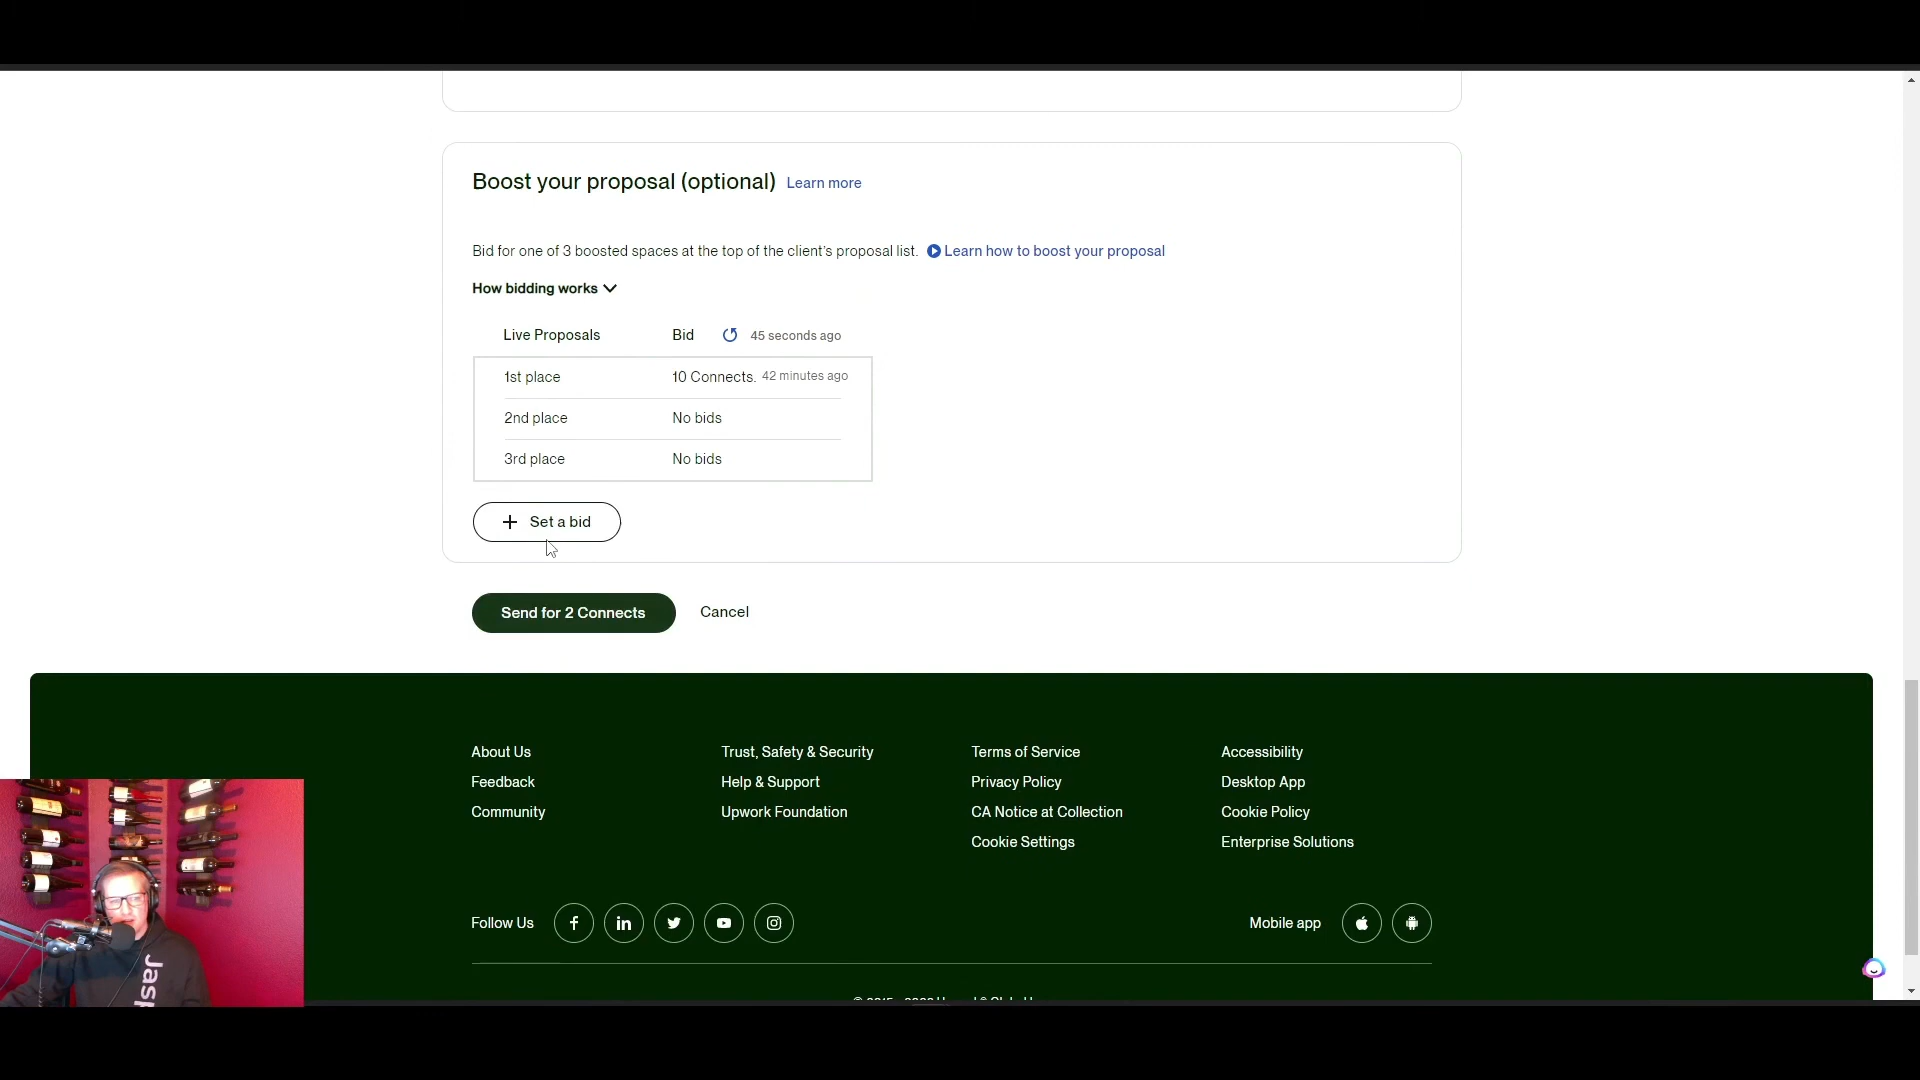 Boost your proposal (optional) Learn more
Bid for one of 3 boosted spaces at the top of the client's proposal list. Learn how to boost your proposal
How bidding works
Live Proposals Bid 45 seconds ago
1st place 10 Connects. 42 minutes ago
2nd place No bids
3rd place No bids
+ Set a bid
Send for 2 Connects Cancel
About Us Trust, Safety & Security Terms of Service Accessibility
Feedback Help & Support Privacy Policy Desktop App
Community Upwork Foundation CA Notice at Collection Cookie Policy
Cookie Settings Enterprise Solutions
Follow Us Mobile app
Jasp